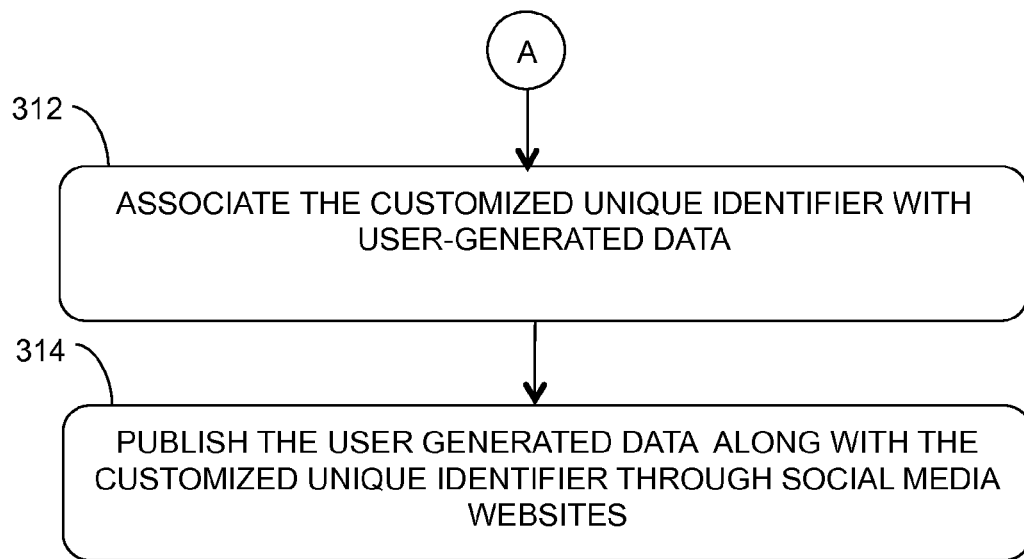 A
312
ASSOCIATE THE CUSTOMIZED UNIQUE IDENTIFIER WITH
USER-GENERATED DATA
314
PUBLISH THE USER GENERATED DATA ALONG WITH THE
CUSTOMIZED UNIQUE IDENTIFIER THROUGH SOCIAL MEDIA
WEBSITES